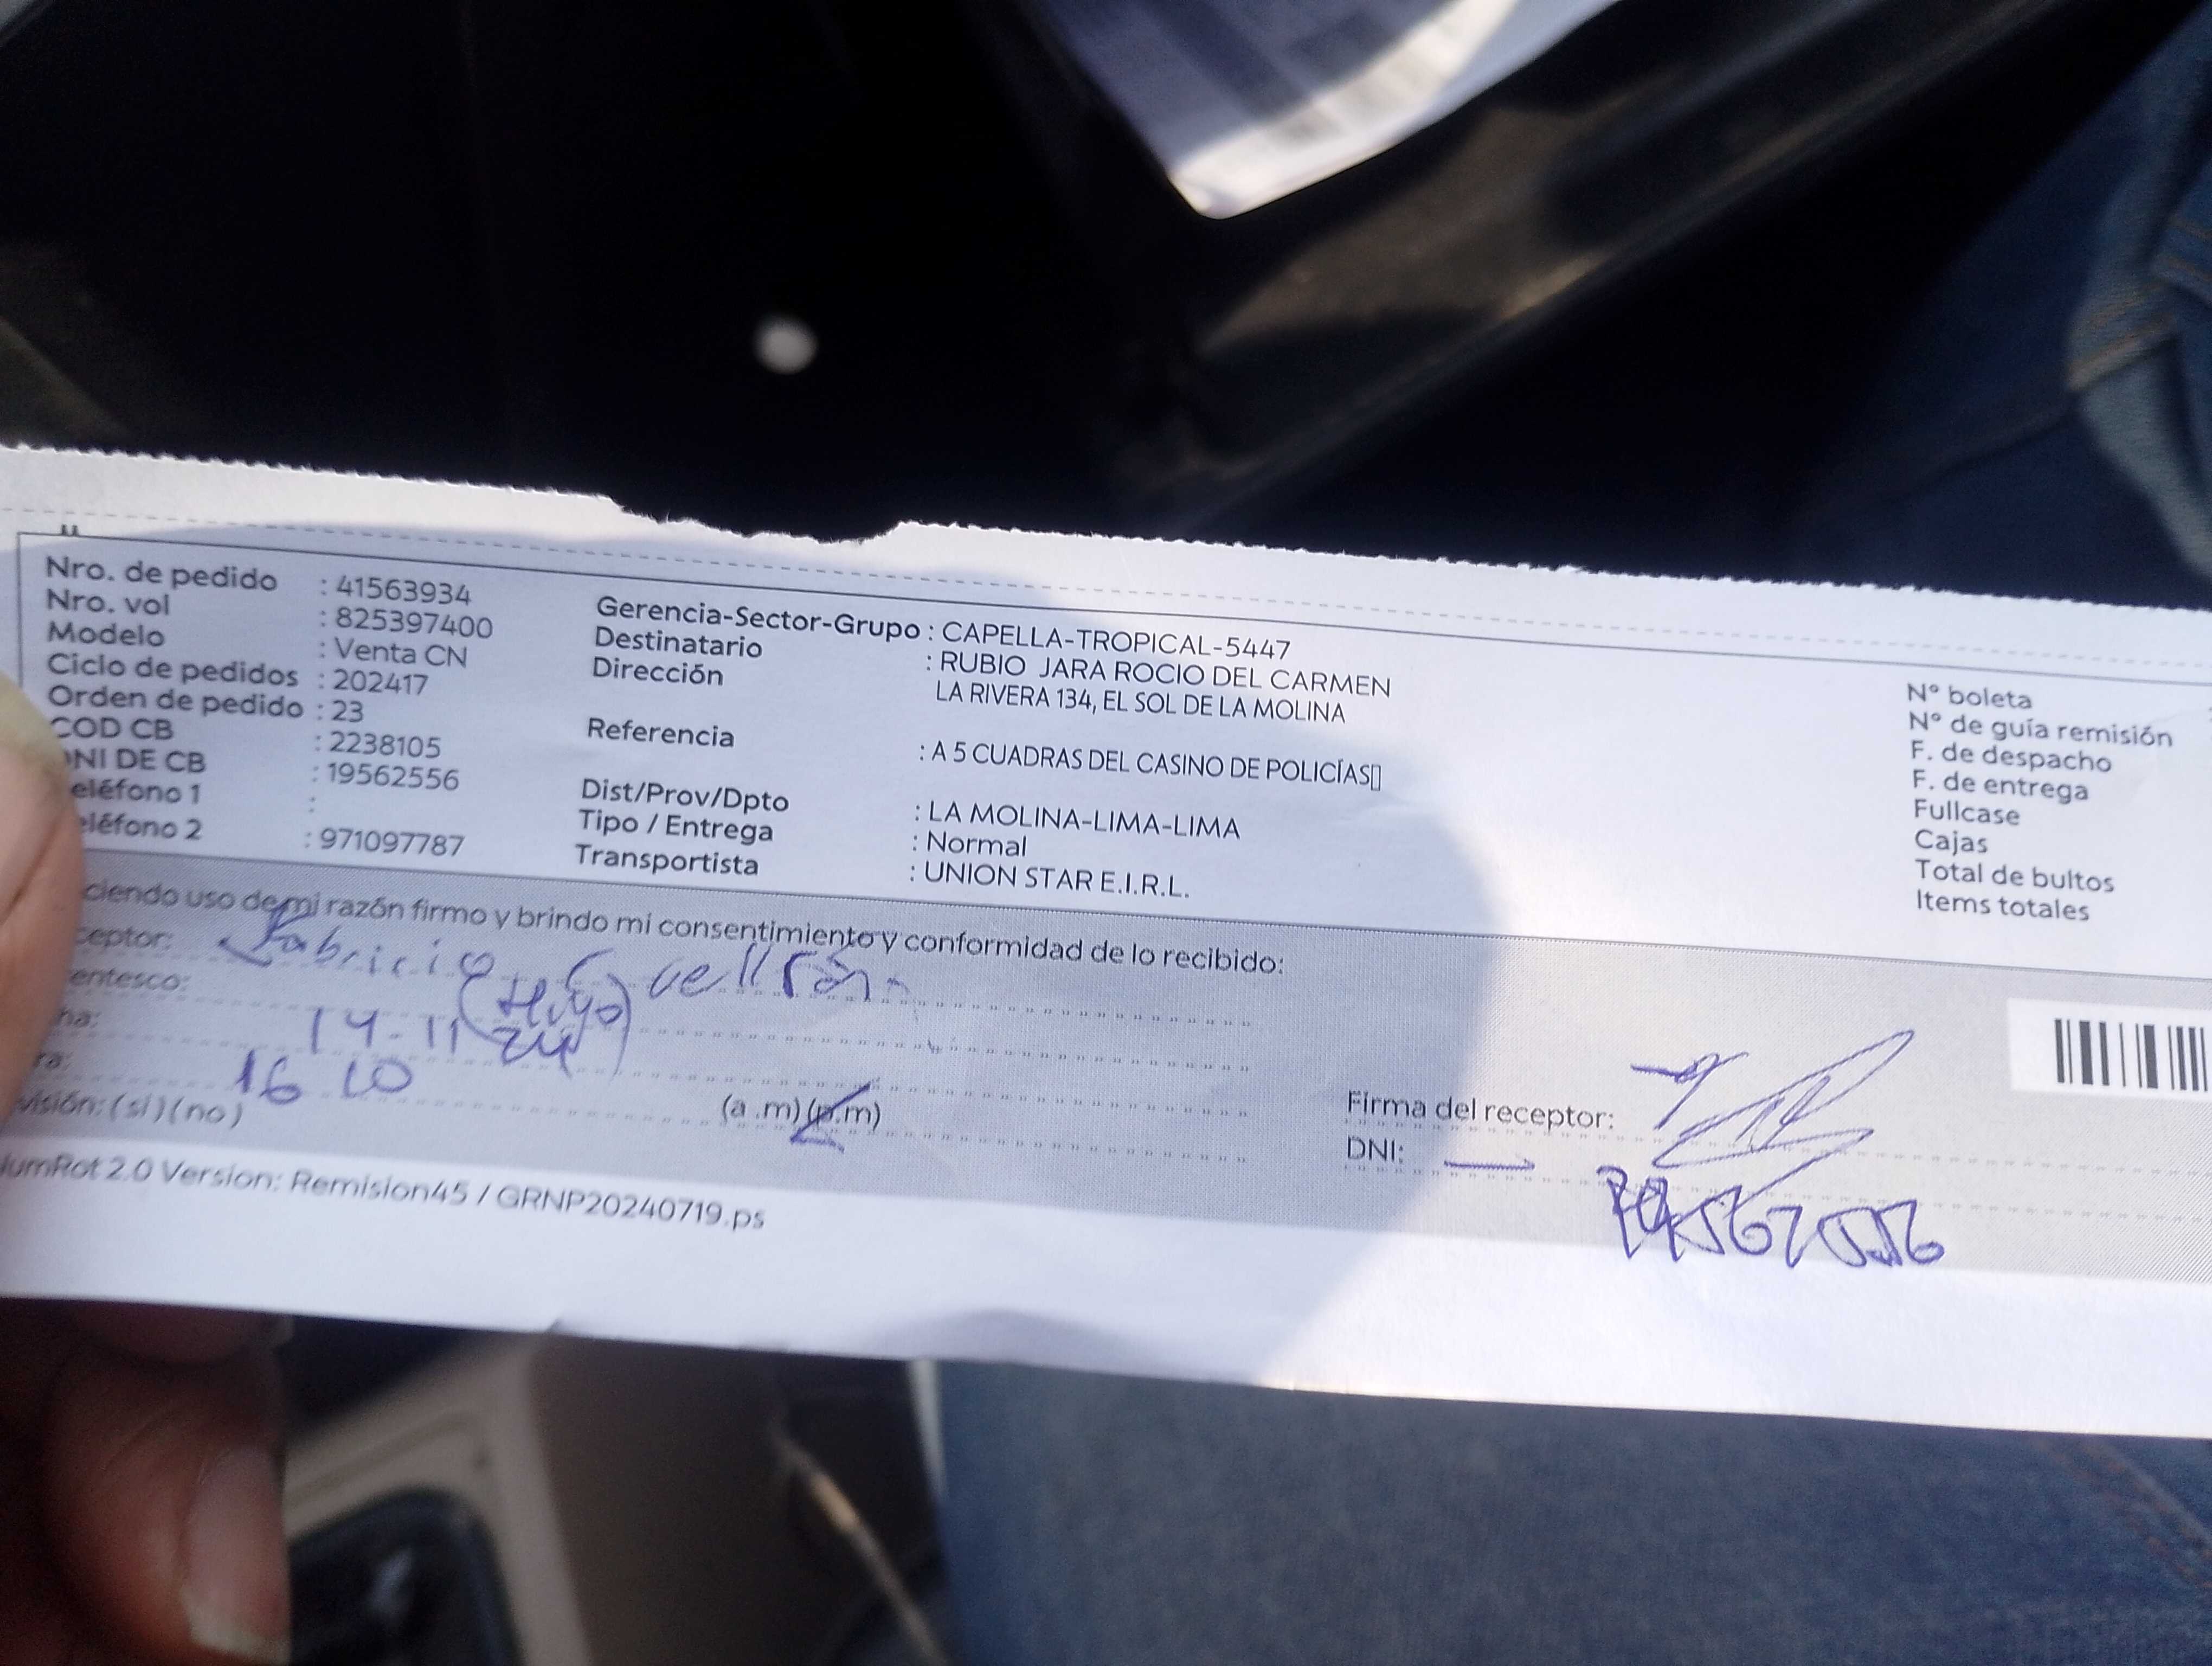 Nro. de pedido : 41563934
Nro. vol : 825397400
Modelo : Venta CN
Ciclo de pedidos : 202417
Orden de pedido : 23
COD CB : 2238105
NI DE CB : 19562556
eléfono 1 :
eléfono 2 : 971097787
Gerencia-Sector-Grupo : CAPELLA-TROPICAL-5447
Destinatario : RUBIO JARA ROCIO DEL CARMEN
Dirección LA RIVERA 134, EL SOL DE LA MOLINA
Referencia : A 5 CUADRAS DEL CASINO DE POLICÍAS
Dist/Prov/Dpto : LA MOLINA-LIMA-LIMA
Tipo / Entrega : Normal
Transportista : UNION STAR E.I.R.L.
N° boleta
N° de guía remisión
F. de despacho
F. de entrega
Fullcase
Cajas
Total de bultos
Items totales
ciendo uso de mi razón firmo y brindo mi consentimiento y conformidad de lo recibido:
ceptor: Fabricio
entesco: (Hijo)
ha: 14-11 24
ra: 16 10 (a .m) (p.m)
visión: (si) (no)
Firma del receptor:
DNI:
umRot 2.0 Version: Remision45 / GRNP20240719.ps